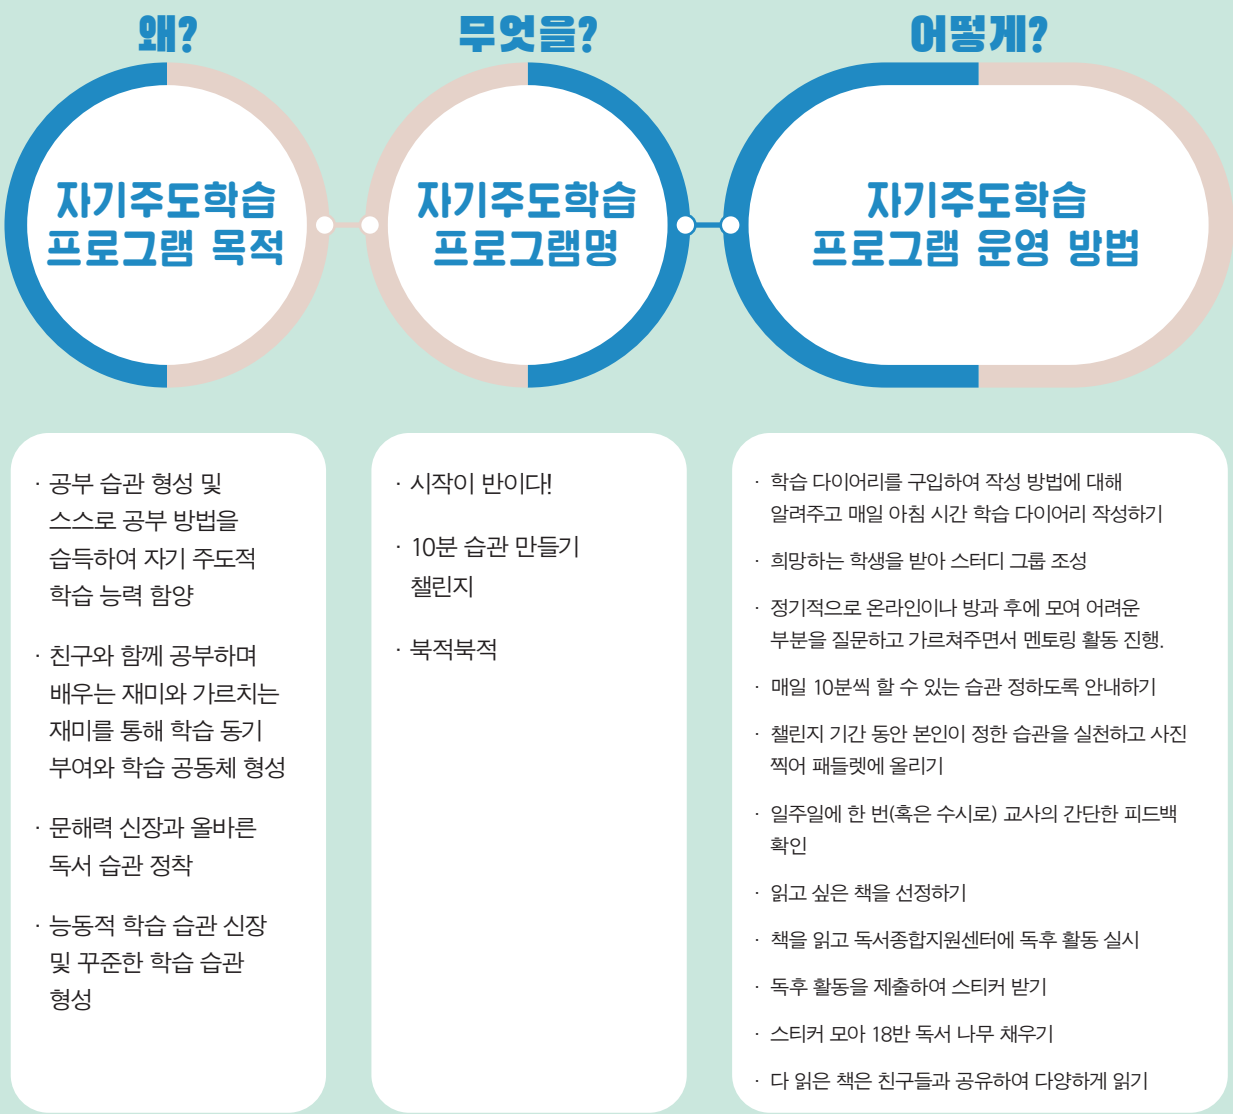 왜?
자기주도학습
프로그램 목적
· 공부 습관 형성 및
스스로 공부 방법을
습득하여 자기 주도적
학습 능력 함양
· 친구와 함께 공부하며
배우는 재미와 가르치는
재미를 통해 학습 동기
부여와 학습 공동체 형성
· 문해력 신장과 올바른
독서 습관 정착
· 능동적 학습 습관 신장
및 꾸준한 학습 습관
형성
무엇을?
자기주도학습
프로그램명
· 시작이 반이다!
· 10분 습관 만들기
챌린지
· 북적북적
어떻게?
자기주도학습
프로그램 운영 방법
· 학습 다이어리를 구입하여 작성 방법에 대해
알려주고 매일 아침 시간 학습 다이어리 작성하기
· 희망하는 학생을 받아 스터디 그룹 조성
· 정기적으로 온라인이나 방과 후에 모여 어려운
부분을 질문하고 가르쳐주면서 멘토링 활동 진행.
· 매일 10분씩 할 수 있는 습관 정하도록 안내하기
· 챌린지 기간 동안 본인이 정한 습관을 실천하고 사진
찍어 패들렛에 올리기
· 일주일에 한 번(혹은 수시로) 교사의 간단한 피드백
확인
· 읽고 싶은 책을 선정하기
· 책을 읽고 독서종합지원센터에 독후 활동 실시
· 독후 활동을 제출하여 스티커 받기
· 스티커 모아 18반 독서 나무 채우기
· 다 읽은 책은 친구들과 공유하여 다양하게 읽기